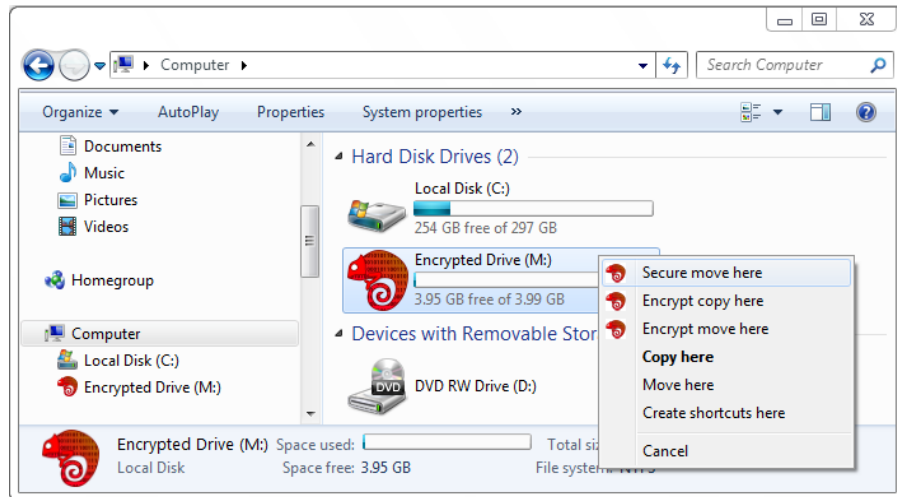 Computer
Search Computer
Organize AutoPlay Properties System properties »
Documents
Music
Pictures
Videos
Homegroup
Computer
Local Disk (C:)
Encrypted Drive (M:)
Hard Disk Drives (2)
Local Disk (C:)
254 GB free of 297 GB
Encrypted Drive (M:)
3.95 GB free of 3.99 GB
Devices with Removable Stor
DVD
DVD RW Drive (D:)
Secure move here
Encrypt copy here
Encrypt move here
Copy here
Move here
Create shortcuts here
Cancel
Encrypted Drive (M:) Space used: Total si
Local Disk Space free: 3.95 GB File system: